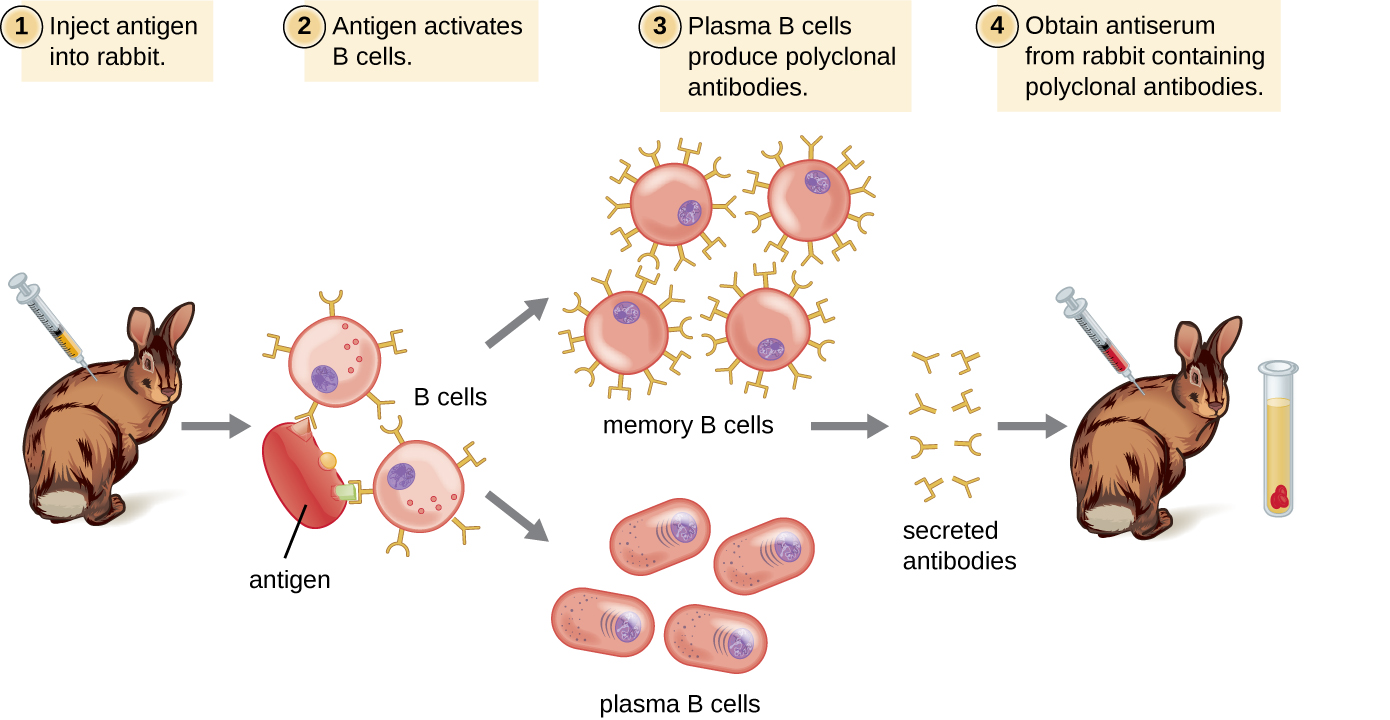 1 Inject antigen
into rabbit.
2 Antigen activates
B cells.
3 Plasma B cells
produce polyclonal
antibodies.
4 Obtain antiserum
from rabbit containing
polyclonal antibodies.
B cells
antigen
memory B cells
plasma B cells
secreted
antibodies